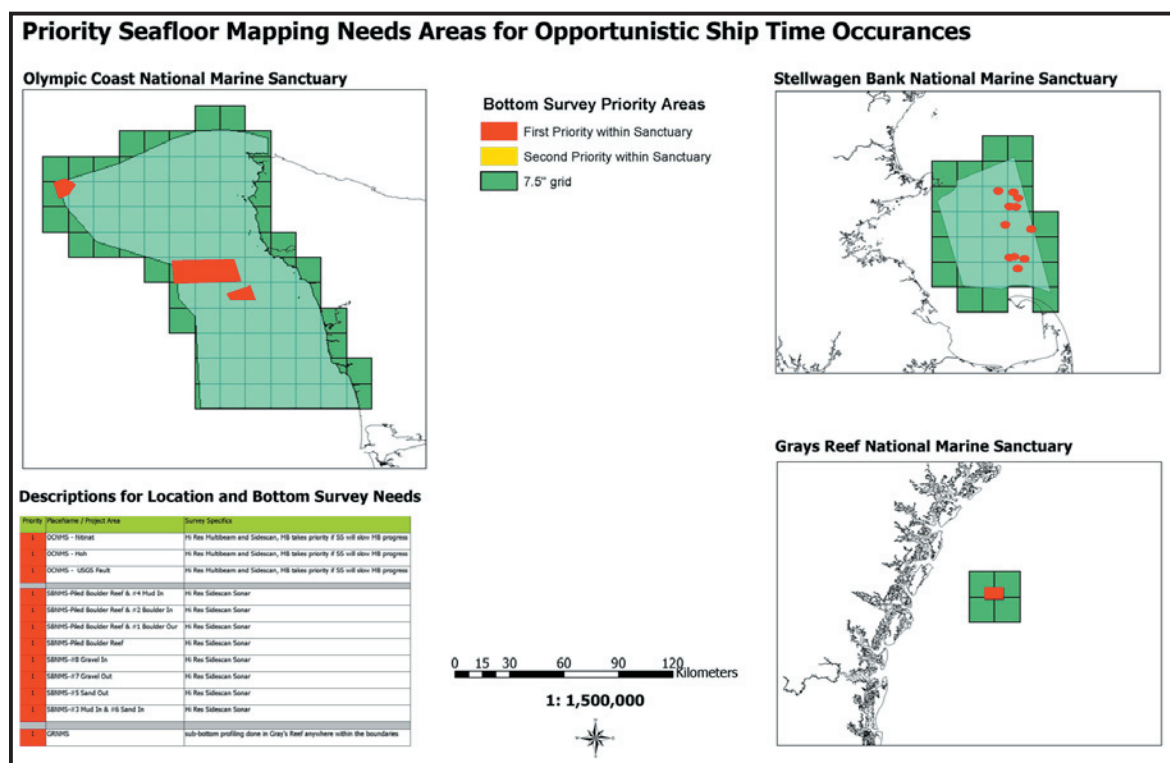 Priority Seafloor Mapping Needs Areas for Opportunistic Ship Time Occurances
Olympic Coast National Marine Sanctuary
Bottom Survey Priority Areas
First Priority within Sanctuary
Second Priority within Sanctuary
7.5" grid
Stellwagen Bank National Marine Sanctuary
Grays Reef National Marine Sanctuary
Descriptions for Location and Bottom Survey Needs
Priority PlaceName / Project Area Survey Specifics
1 OCNMS - Nitinat Hi Res Multibeam and Sidescan, MB takes priority if SS will slow MB progress
1 OCNMS - Hoh Hi Res Multibeam and Sidescan, MB takes priority if SS will slow MB progress
1 OCNMS - USGS Fault Hi Res Multibeam and Sidescan, MB takes priority if SS will slow MB progress
1 SBNMS-Piled Boulder Reef & #4 Mud In Hi Res Sidescan Sonar
1 SBNMS-Piled Boulder Reef & #2 Boulder In Hi Res Sidescan Sonar
1 SBNMS-Piled Boulder Reef & #1 Boulder Our Hi Res Sidescan Sonar
1 SBNMS-Piled Boulder Reef Hi Res Sidescan Sonar
1 SBNMS-#8 Gravel In Hi Res Sidescan Sonar
1 SBNMS-#7 Gravel Out Hi Res Sidescan Sonar
1 SBNMS-#5 Sand Out Hi Res Sidescan Sonar
1 SBNMS-#3 Mud In & #6 Sand In Hi Res Sidescan Sonar
1 GRNMS sub-bottom profiling done in Gray's Reef anywhere within the boundaries
0 15 30 60 90 120
Kilometers
1: 1,500,000